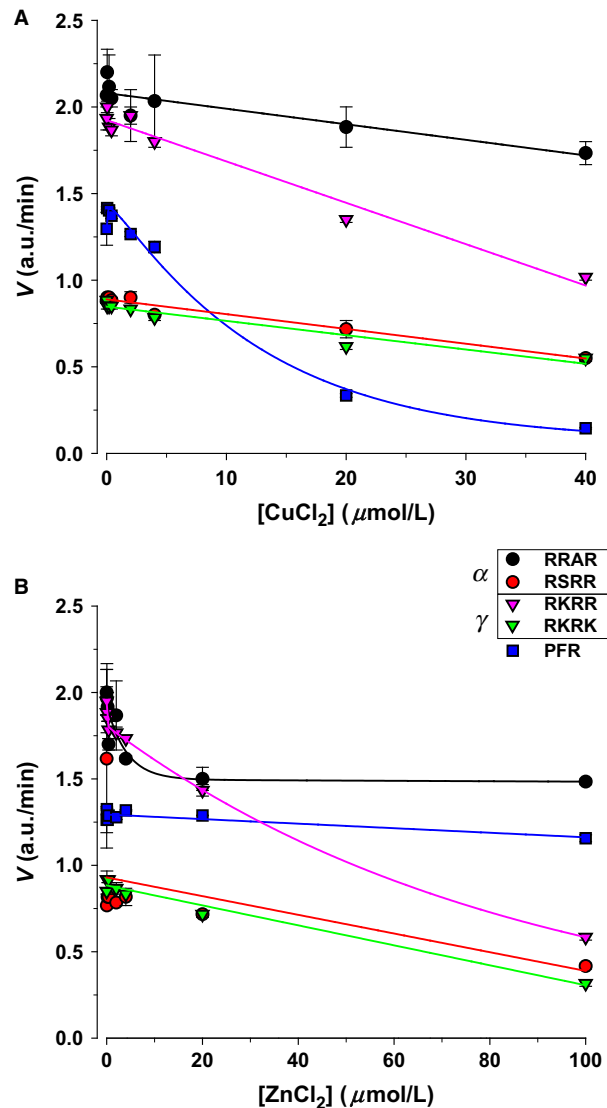 A
2.5
2.0
1.5
1.0
0.5
0.0
V (a.u./min)
0 10 20 30 40
[CuCl₂] (μmol/L)
α
RRAR
RSRR
γ
RKRR
RKRK
PFR
B
2.5
2.0
1.5
1.0
0.5
0.0
V (a.u./min)
0 20 40 60 80 100
[ZnCl₂] (μmol/L)